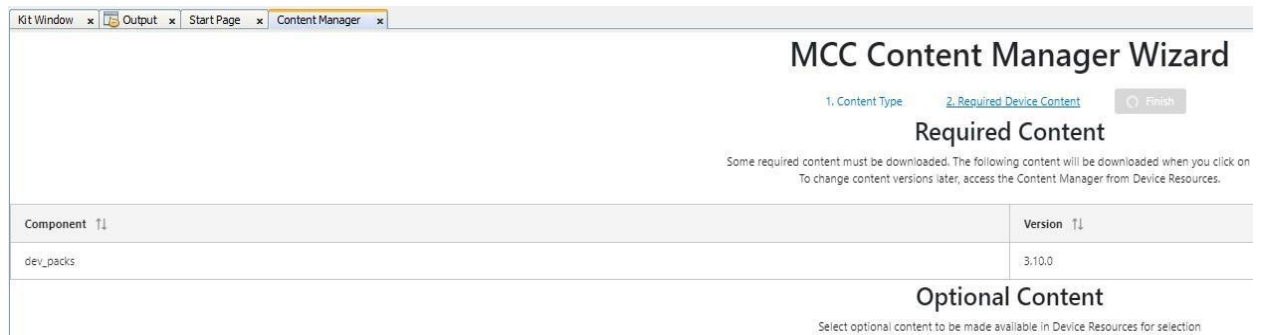 Kit Window x Output x Start Page x Content Manager x
MCC Content Manager Wizard
1. Content Type 2. Required Device Content Finish
Required Content
Some required content must be downloaded. The following content will be downloaded when you click on
To change content versions later, access the Content Manager from Device Resources.
Component Version
dev_packs 3.10.0
Optional Content
Select optional content to be made available in Device Resources for selection